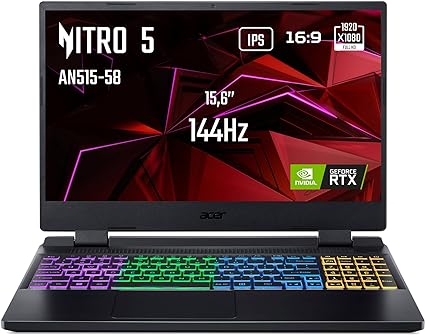 NITRO 5
AN515-58
IPS
16:9
1920
X1080
FULL HD
15,6”
144Hz
NVIDIA.
GEFORCE
RTX
acer